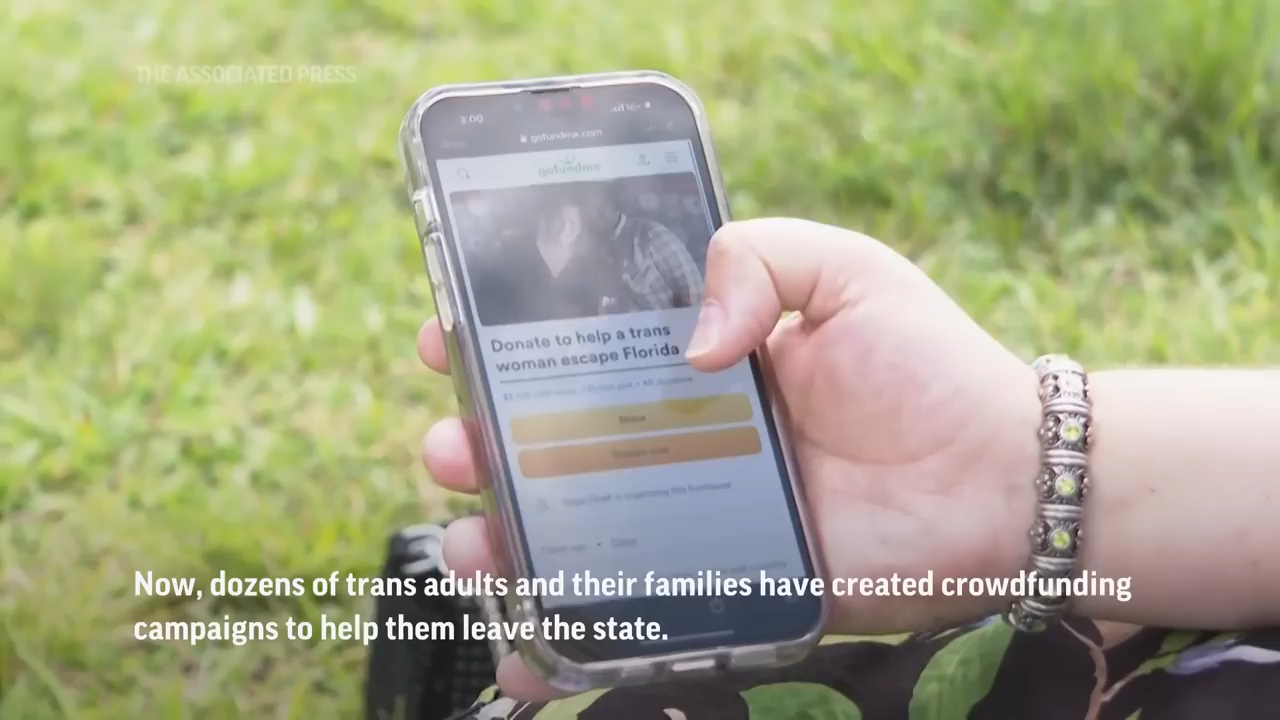 THE ASSOCIATED PRESS
3:00
gofundme.com
gofundme
Donate to help a trans
woman escape Florida
Now, dozens of trans adults and their families have created crowdfunding
campaigns to help them leave the state.